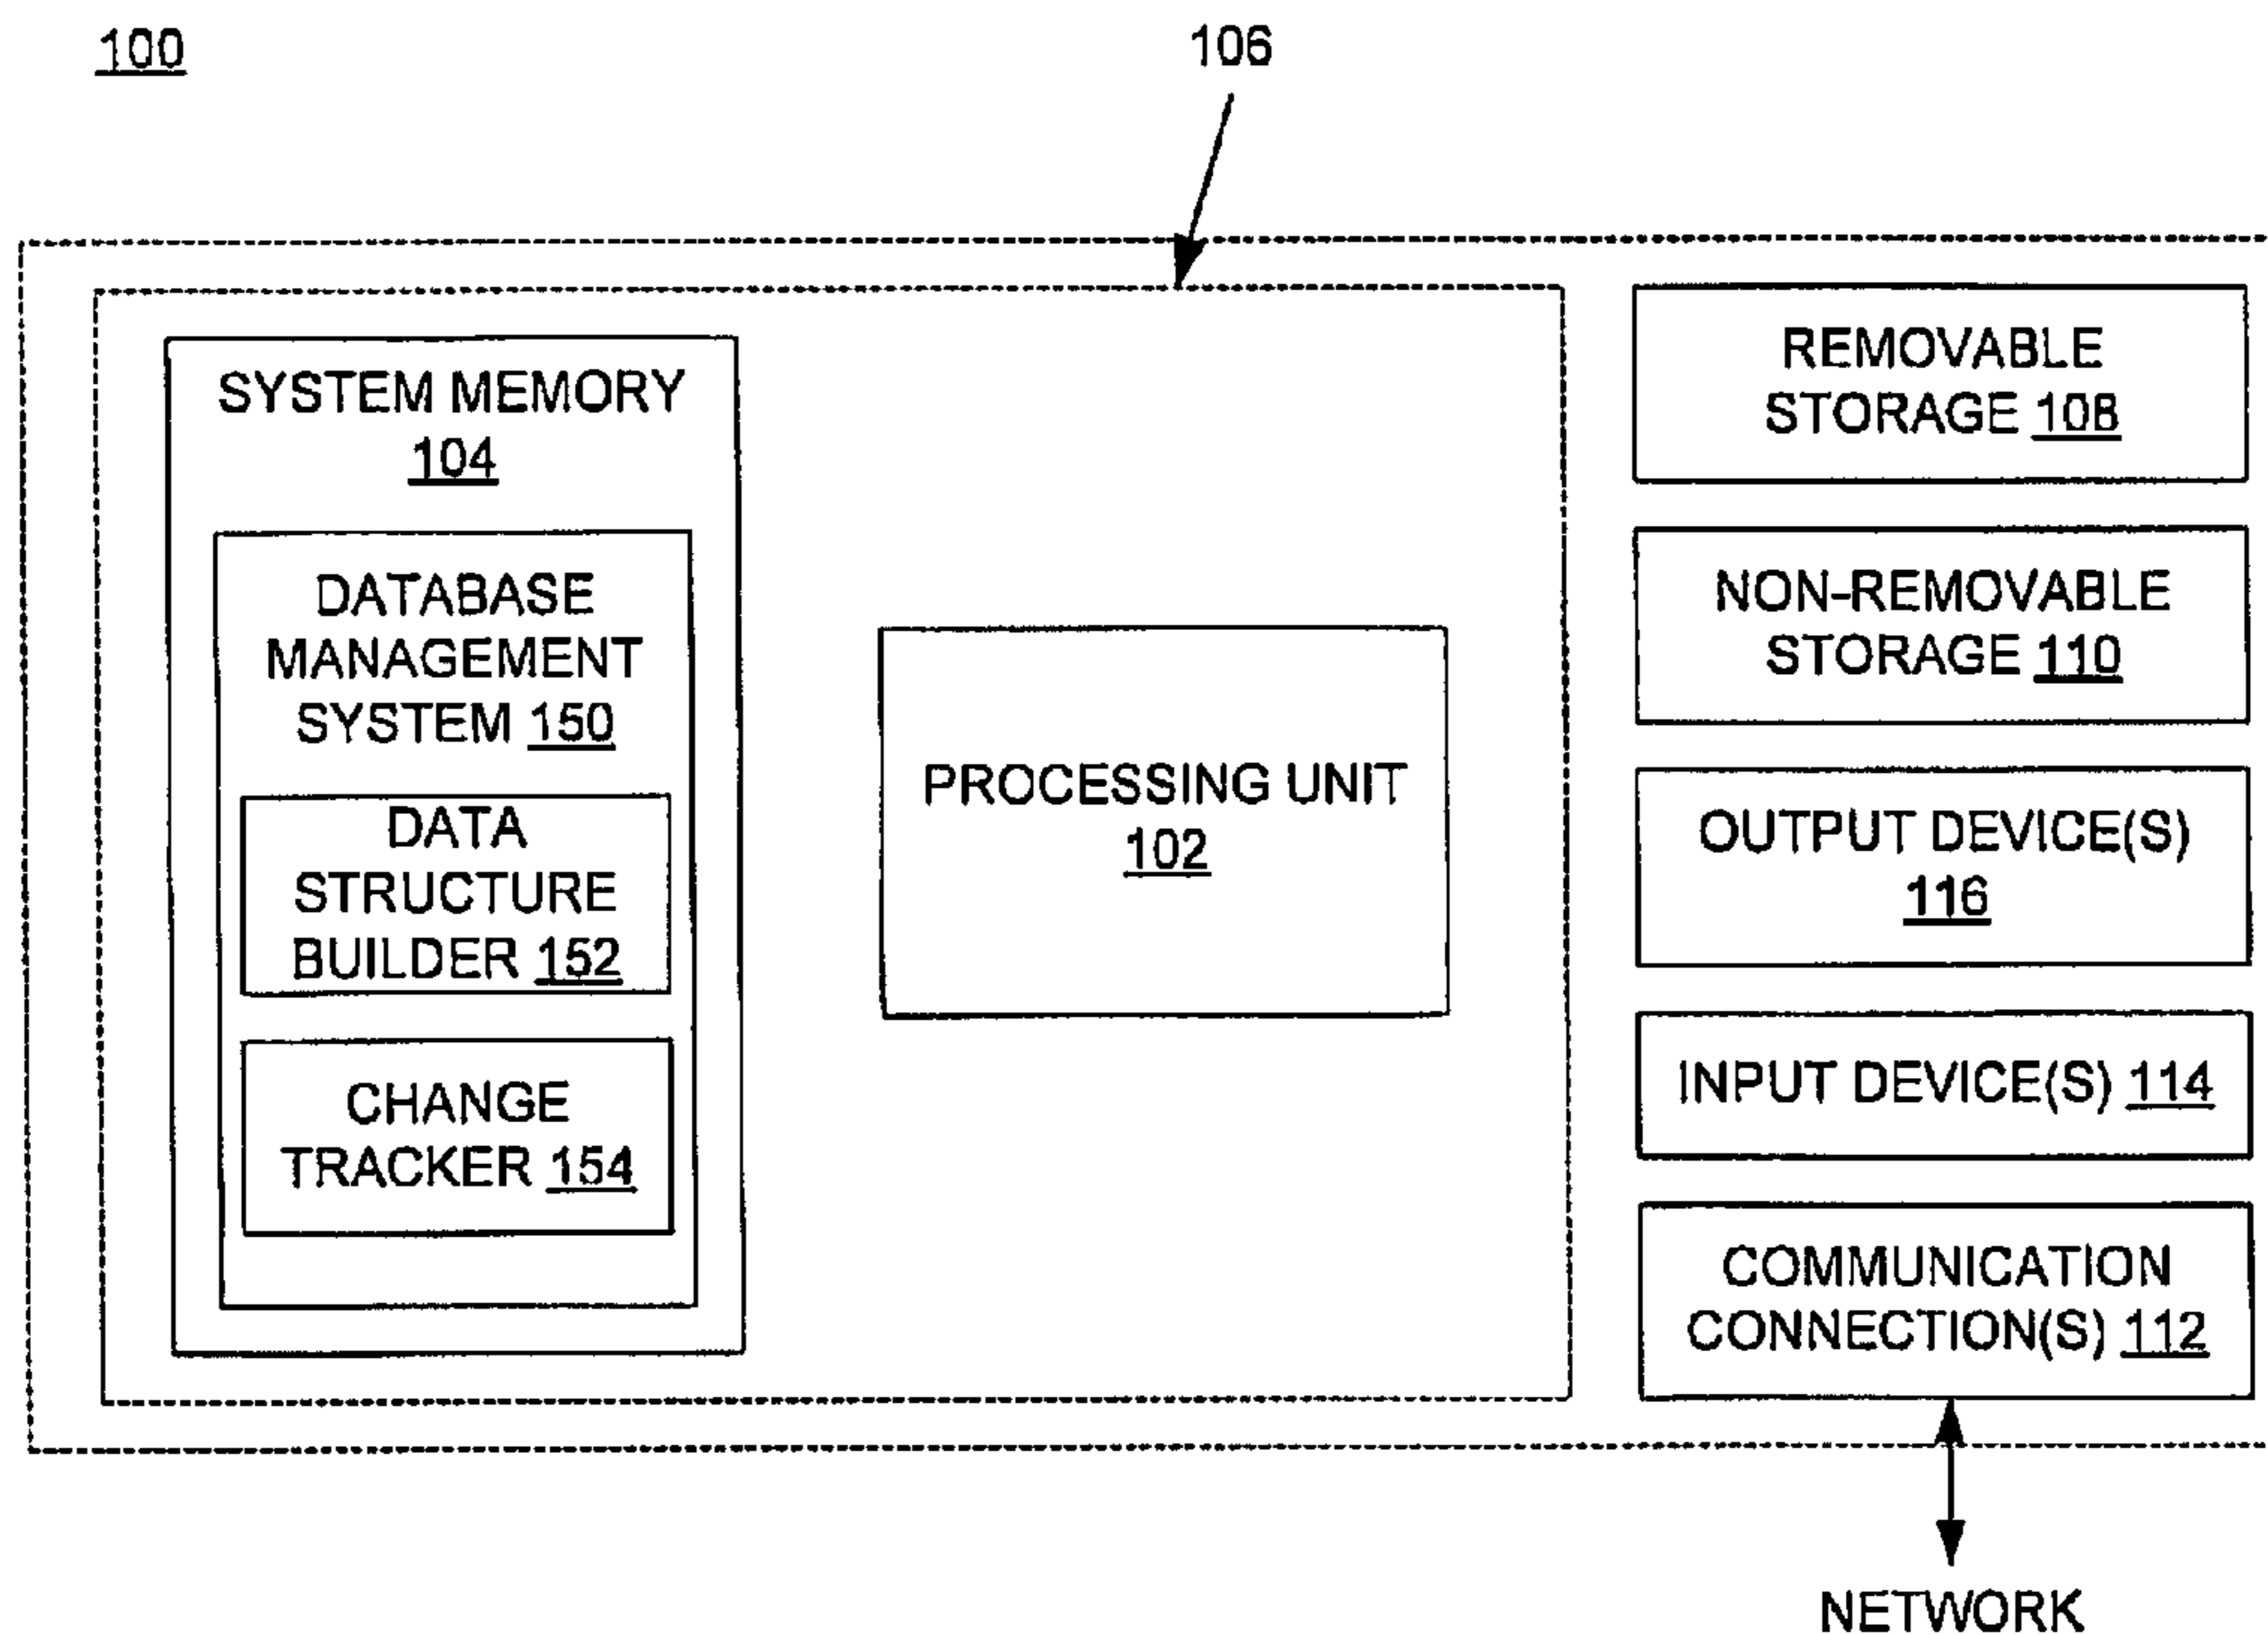 100
106
SYSTEM MEMORY
104
DATABASE
MANAGEMENT
SYSTEM 150
DATA
STRUCTURE
BUILDER 152
CHANGE
TRACKER 154
PROCESSING UNIT
102
REMOVABLE
STORAGE 108
NON-REMOVABLE
STORAGE 110
OUTPUT DEVICE(S)
116
INPUT DEVICE(S) 114
COMMUNICATION
CONNECTION(S) 112
NETWORK